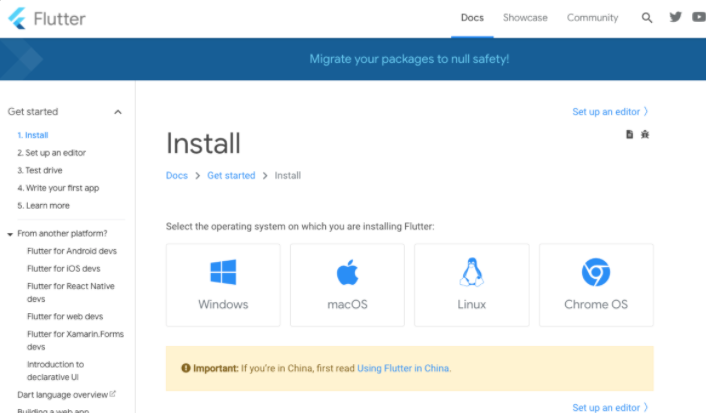 Flutter
Docs
Showcase
Community
Migrate your packages to null safety!
Get started
1. Install
2. Set up an editor
3. Test drive
4. Write your first app
5. Learn more
From another platform?
Flutter for Android devs
Flutter for iOS devs
Flutter for React Native
devs
Flutter for web devs
Flutter for Xamarin.Forms
devs
Introduction to
declarative UI
Dart language overview
Building a web app
Set up an editor
Install
Docs > Get started > Install
Select the operating system on which you are installing Flutter:
Windows
macOS
Linux
Chrome OS
Important: If you're in China, first read Using Flutter in China.
Set up an editor